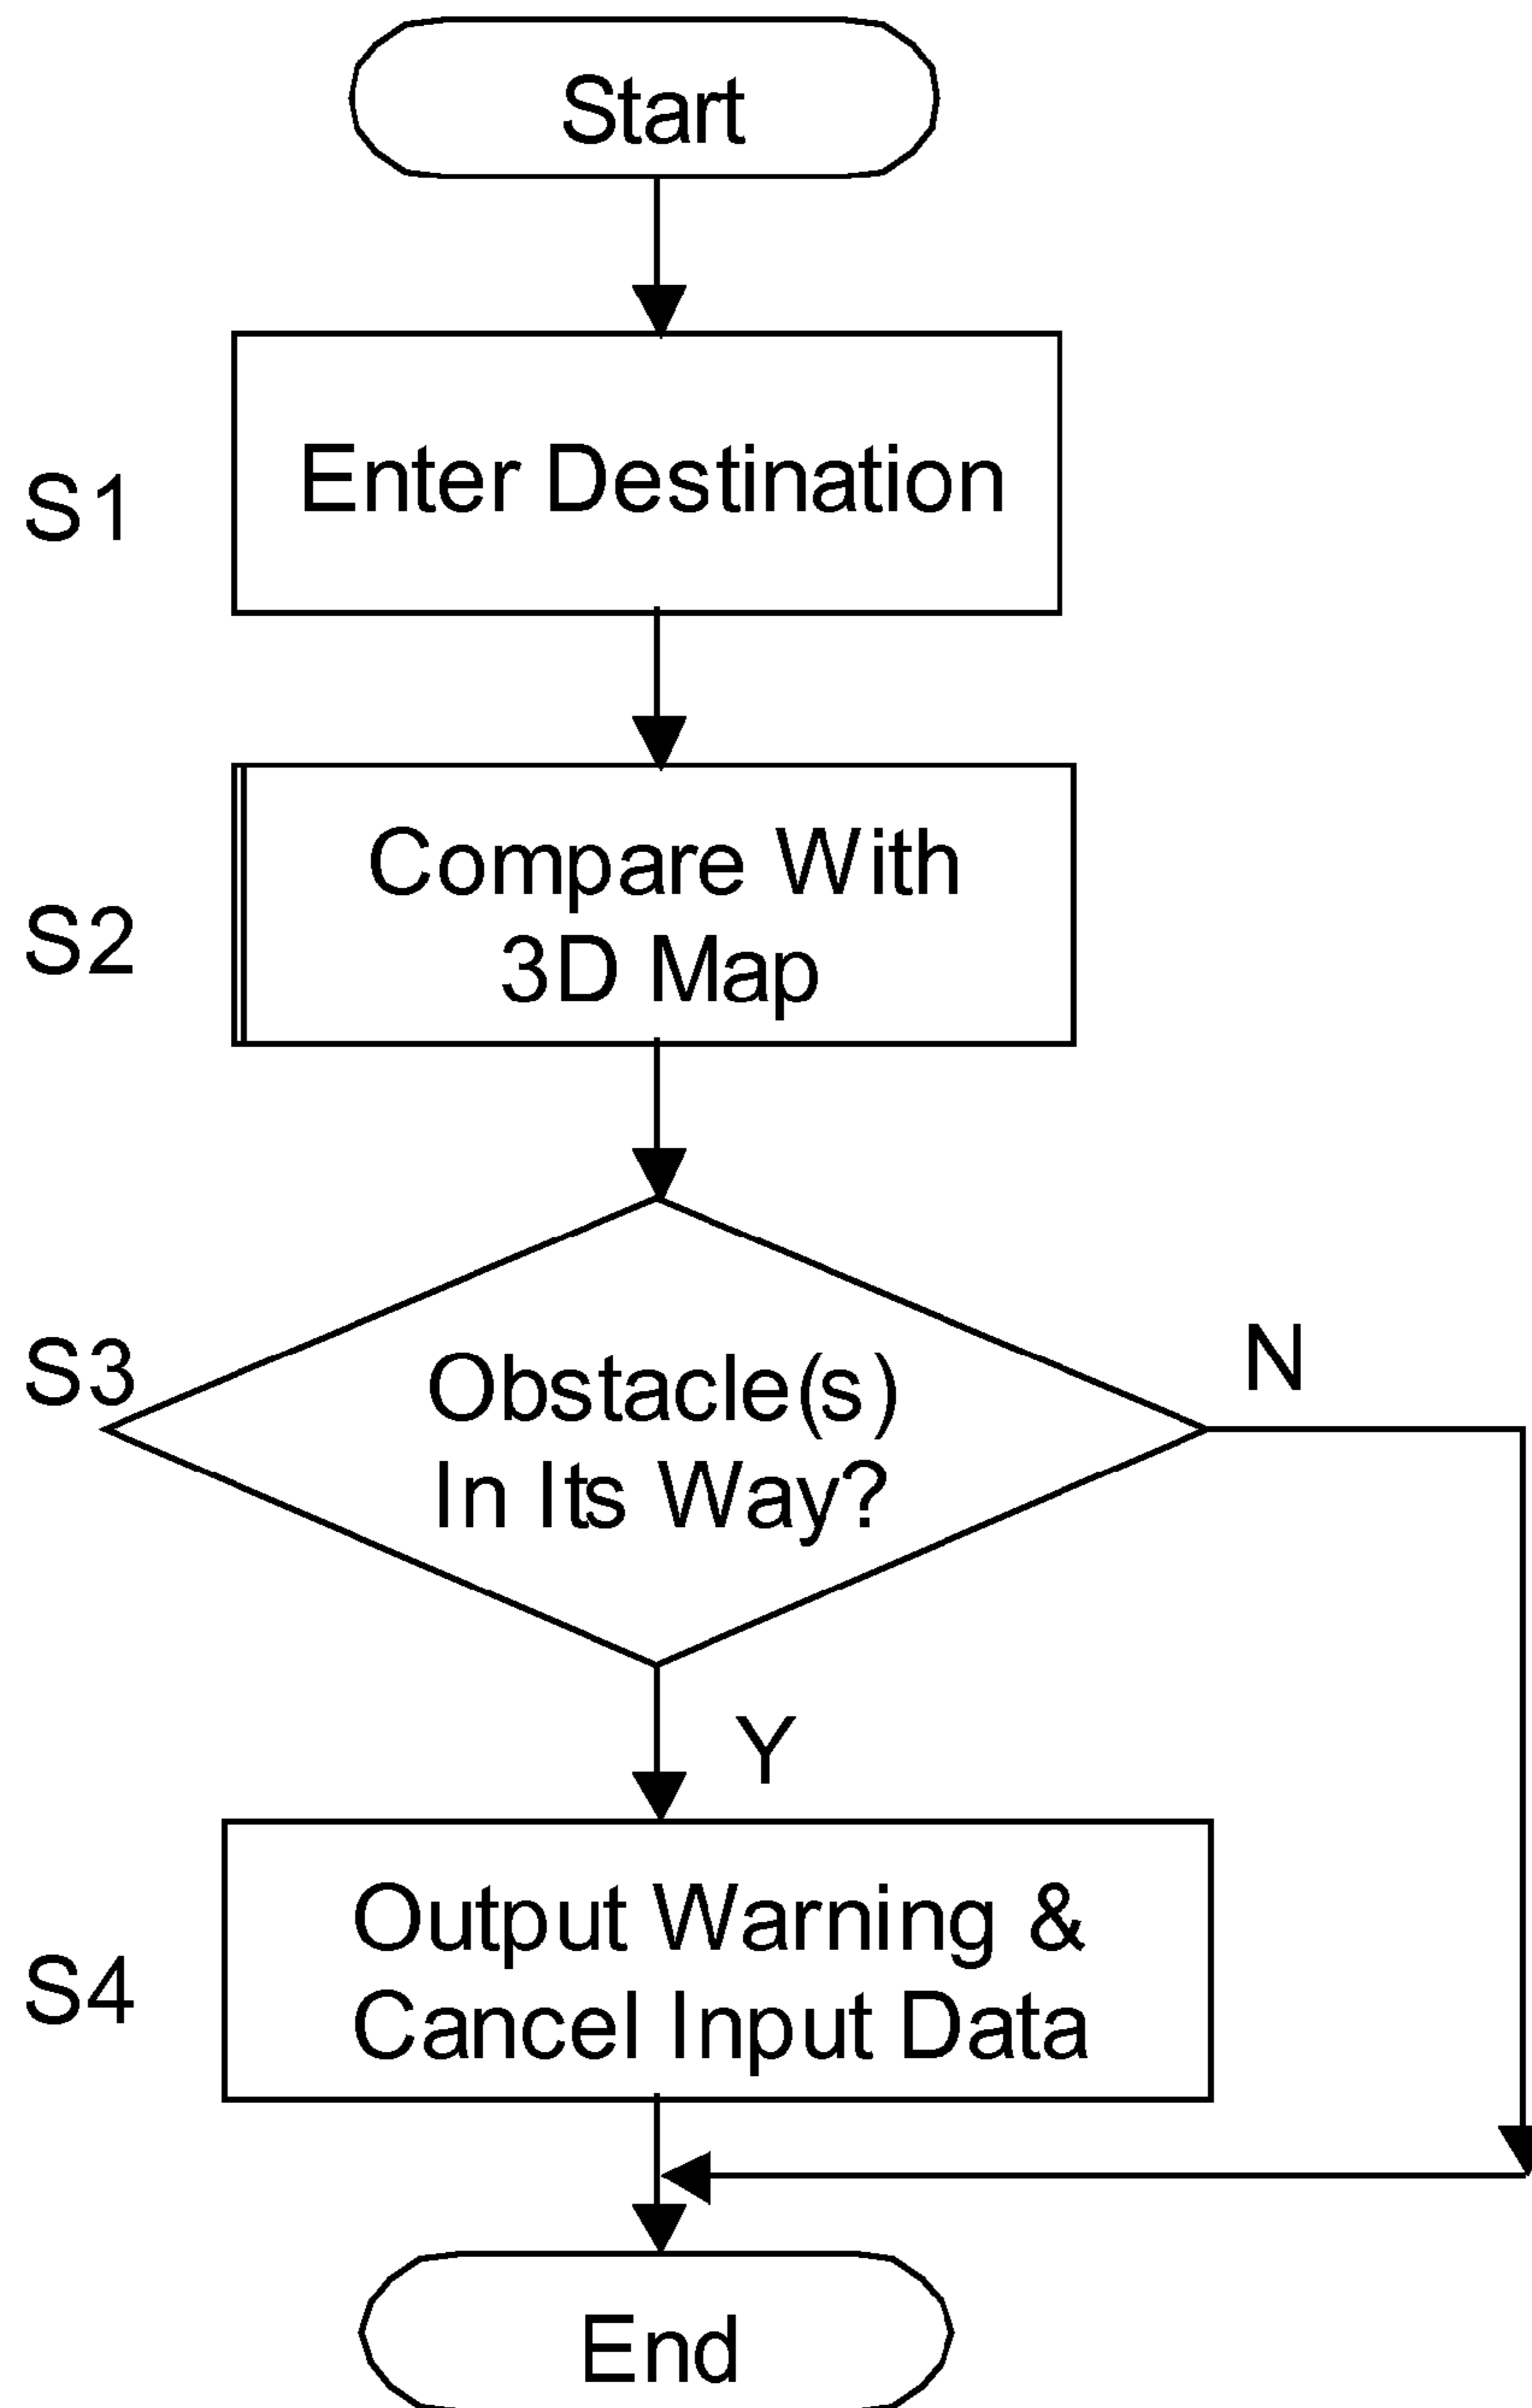 Start
S1
Enter Destination
S2
Compare With
3D Map
S3
Obstacle(s)
In Its Way?
N
Y
S4
Output Warning &
Cancel Input Data
End